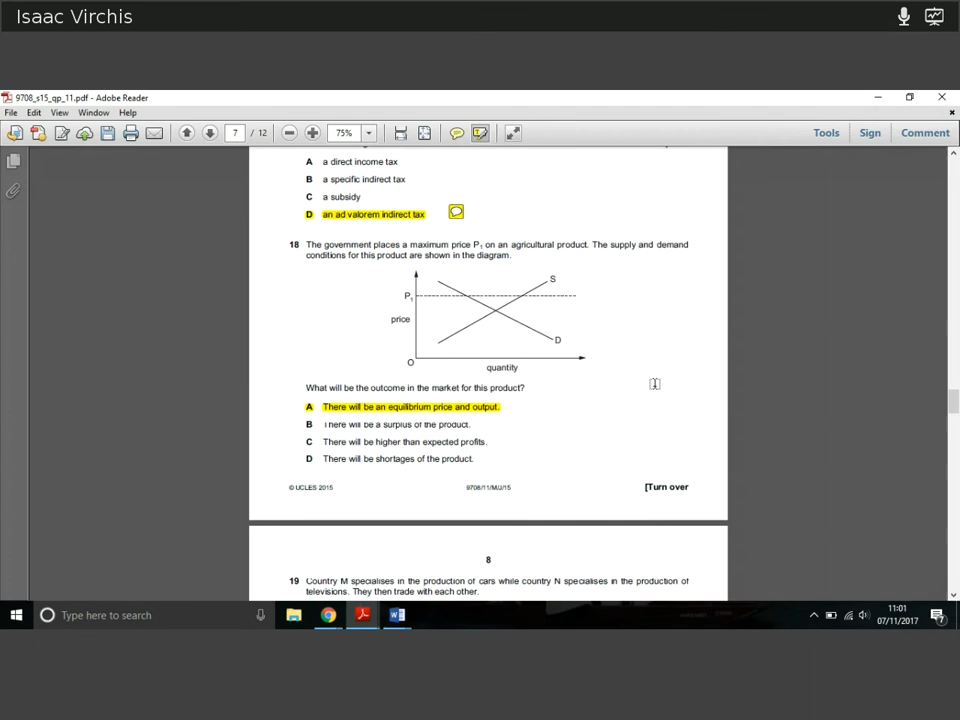 Isaac Virchis
9708_s15_qp_11.pdf - Adobe Reader
File Edit View Window Help
7 / 12 75% Tools Sign Comment
A a direct income tax
B a specific indirect tax
C a subsidy
D an ad valorem indirect tax
18 The government places a maximum price P1 on an agricultural product. The supply and demand
conditions for this product are shown in the diagram.
S
P1
price
D
O
quantity
What will be the outcome in the market for this product?
A There will be an equilibrium price and output.
B There will be a surplus of the product.
C There will be higher than expected profits.
D There will be shortages of the product.
© UCLES 2015 9708/11/M/J/15 [Turn over
8
19 Country M specialises in the production of cars while country N specialises in the production of
televisions. They then trade with each other.
Type here to search
11:01
07/11/2017
7